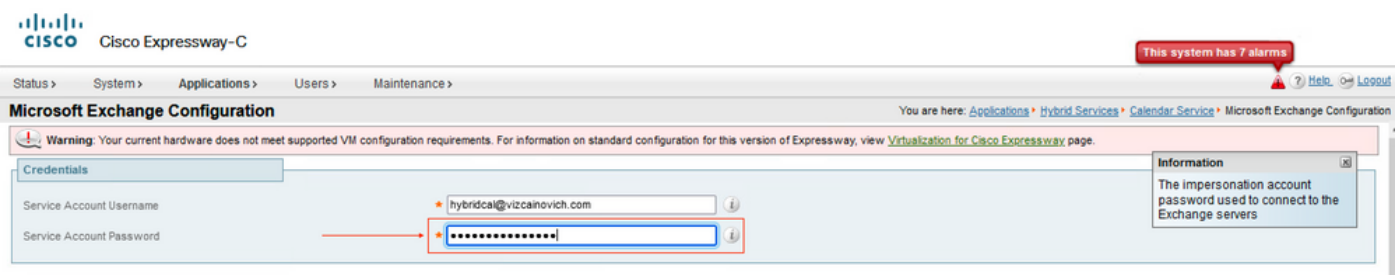 CISCO Cisco Expressway-C
This system has 7 alarms
Status > System > Applications > Users > Maintenance > Help Logout
Microsoft Exchange Configuration You are here: Applications Hybrid Services Calendar Service Microsoft Exchange Configuration
Warning: Your current hardware does not meet supported VM configuration requirements. For information on standard configuration for this version of Expressway, view Virtualization for Cisco Expressway page.
Credentials
Information
The impersonation account
password used to connect to the
Exchange servers
Service Account Username * hybridcal@vizcainovich.com i
Service Account Password * ••••••••••••••• i